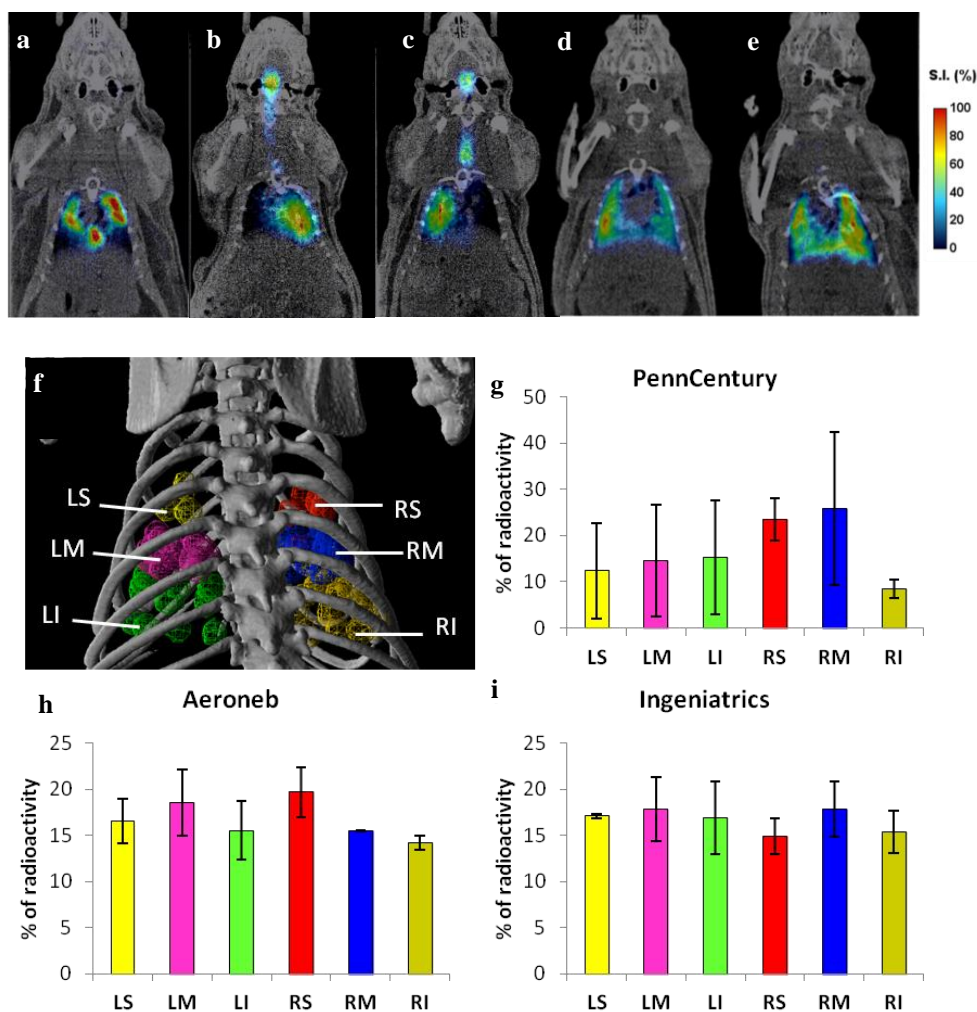 a b c d e
S.I. (%)
100
80
60
40
20
0
f
LS
LM
LI
RS
RM
RI
g
PennCentury
% of radioactivity
50
40
30
20
10
0
LS LM LI RS RM RI
h
Aeroneb
% of radioactivity
25
20
15
10
5
0
LS LM LI RS RM RI
i
Ingeniatrics
% of radioactivity
25
20
15
10
5
0
LS LM LI RS RM RI